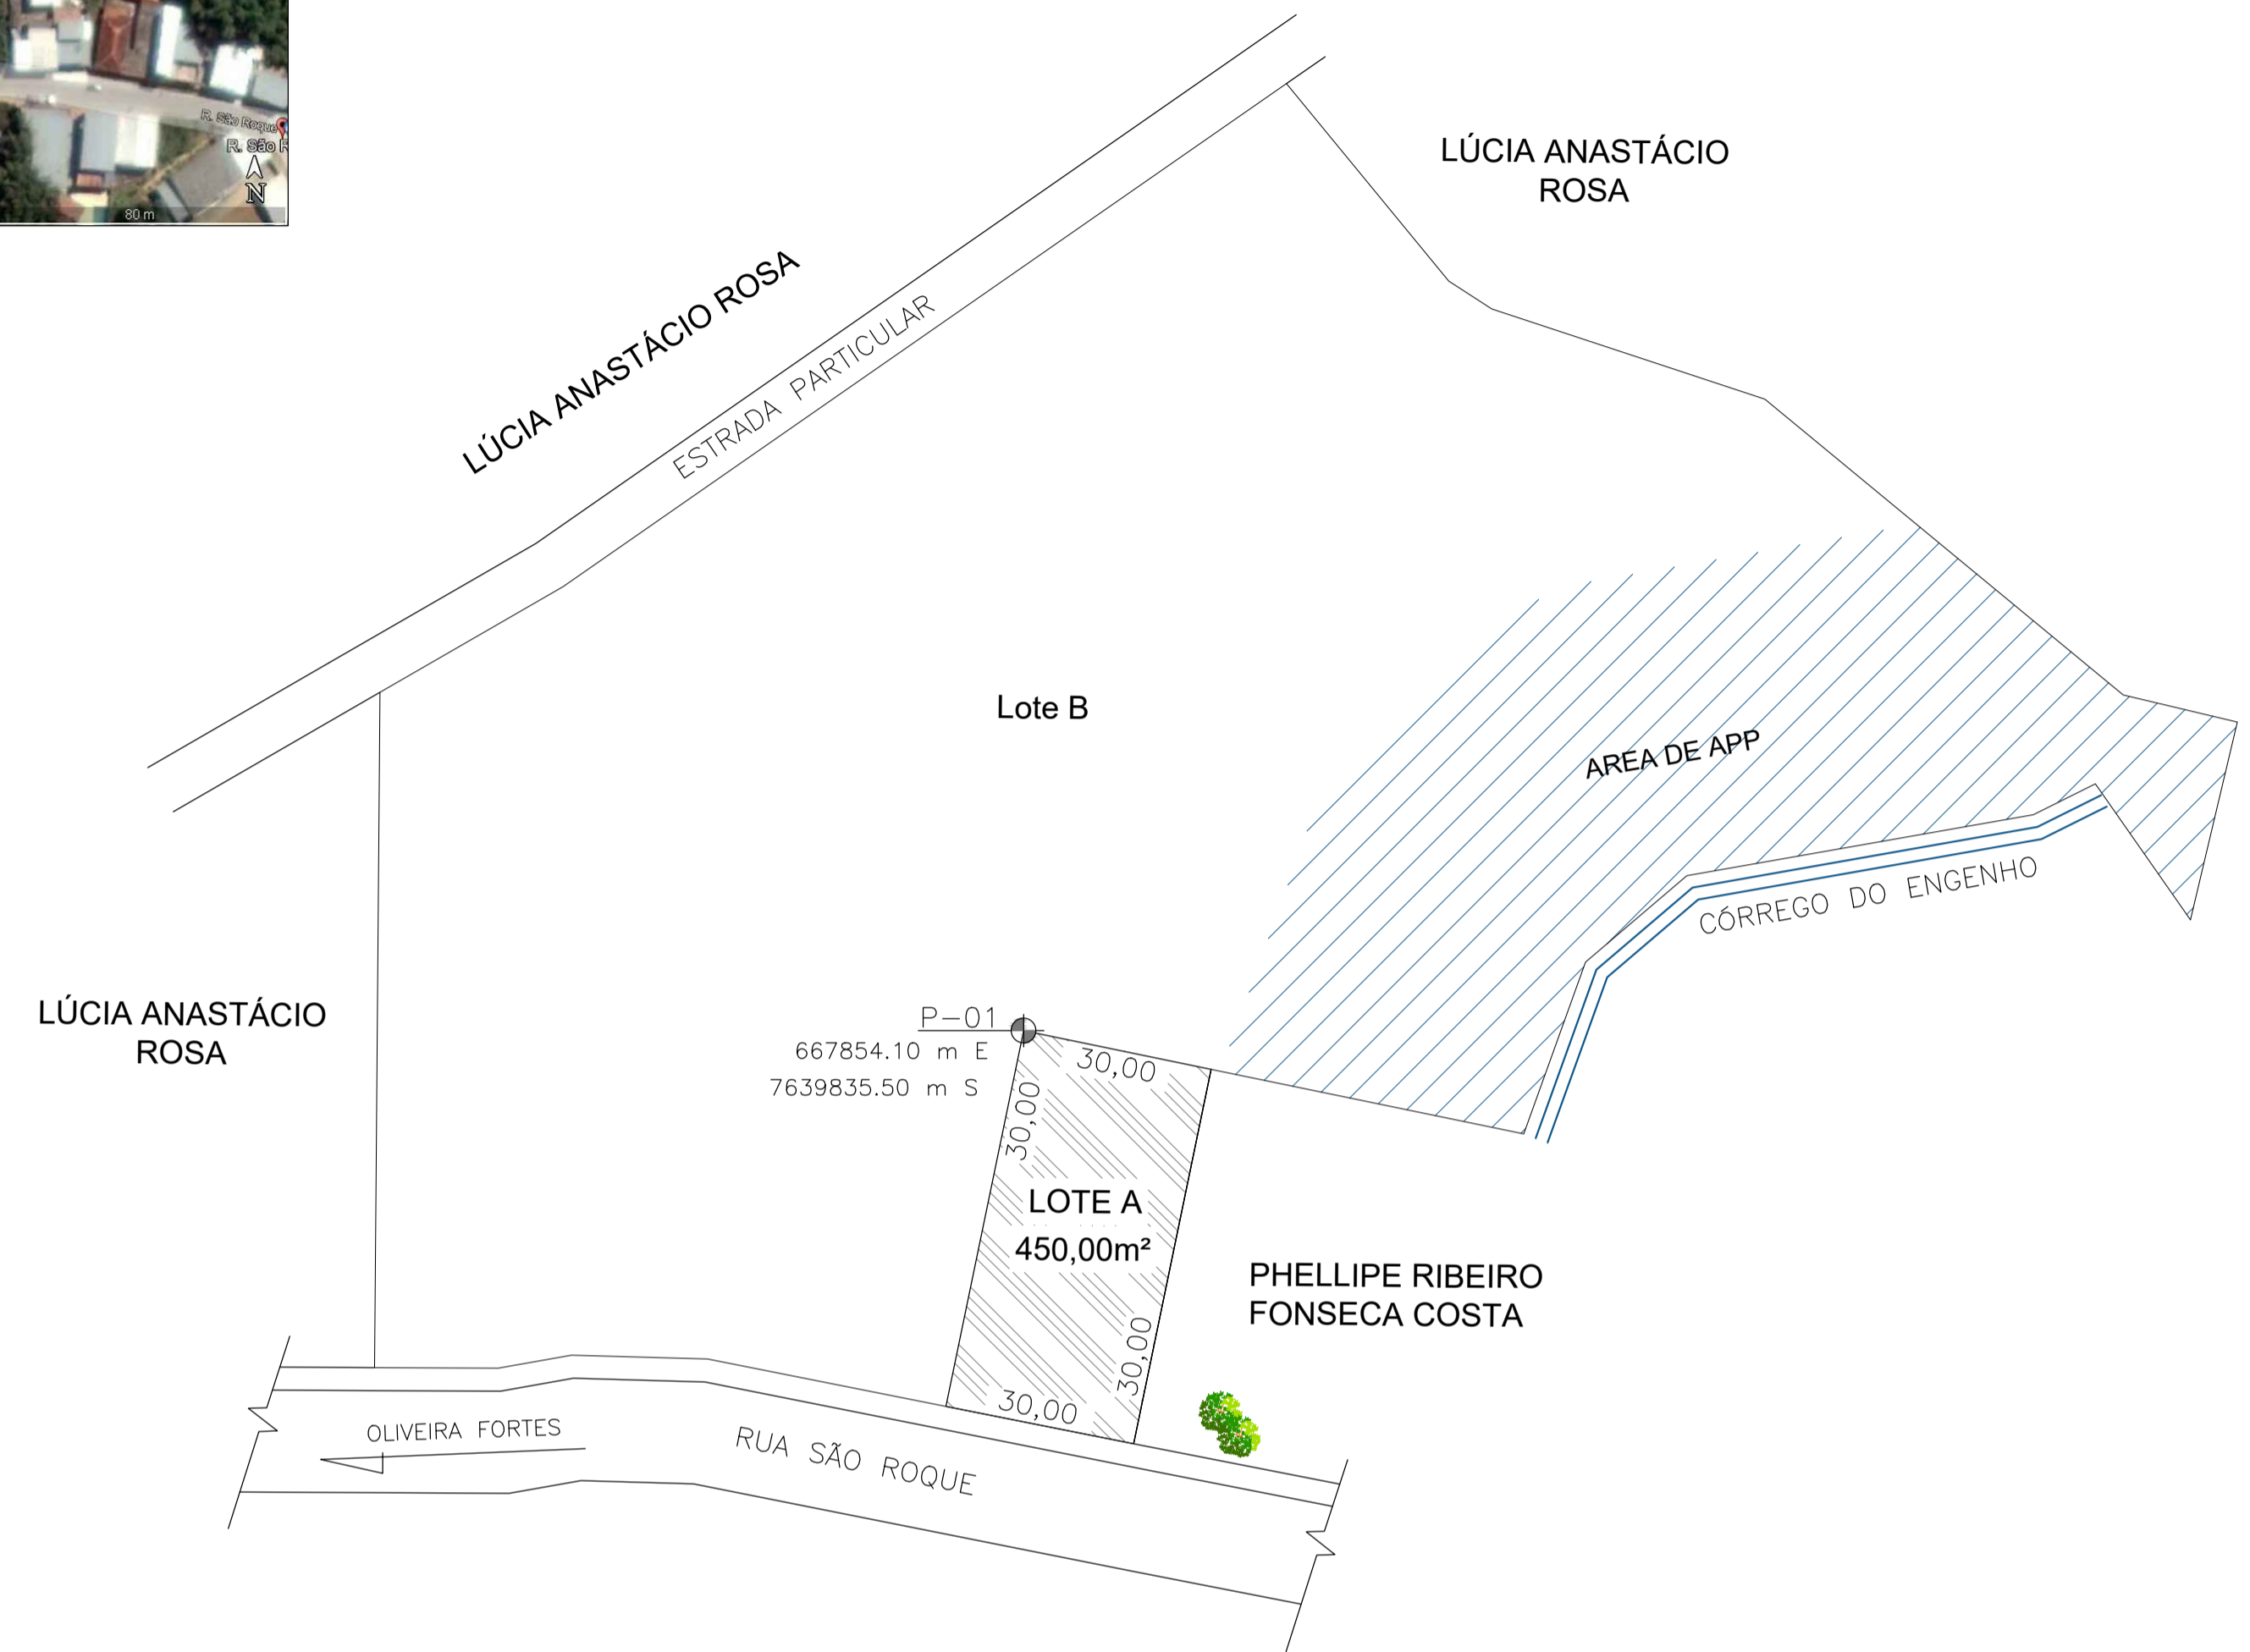 R. São Roque
R. São R
N
80 m
LÚCIA ANASTÁCIO
ROSA
LÚCIA ANASTÁCIO ROSA
ESTRADA PARTICULAR
Lote B
AREA DE APP
CÓRREGO DO ENGENHO
LÚCIA ANASTÁCIO
ROSA
P-01
667854.10 m E
7639835.50 m S
30,00
30,00
LOTE A
450,00m²
PHELLIPE RIBEIRO
FONSECA COSTA
30,00
30,00
OLIVEIRA FORTES
RUA SÃO ROQUE